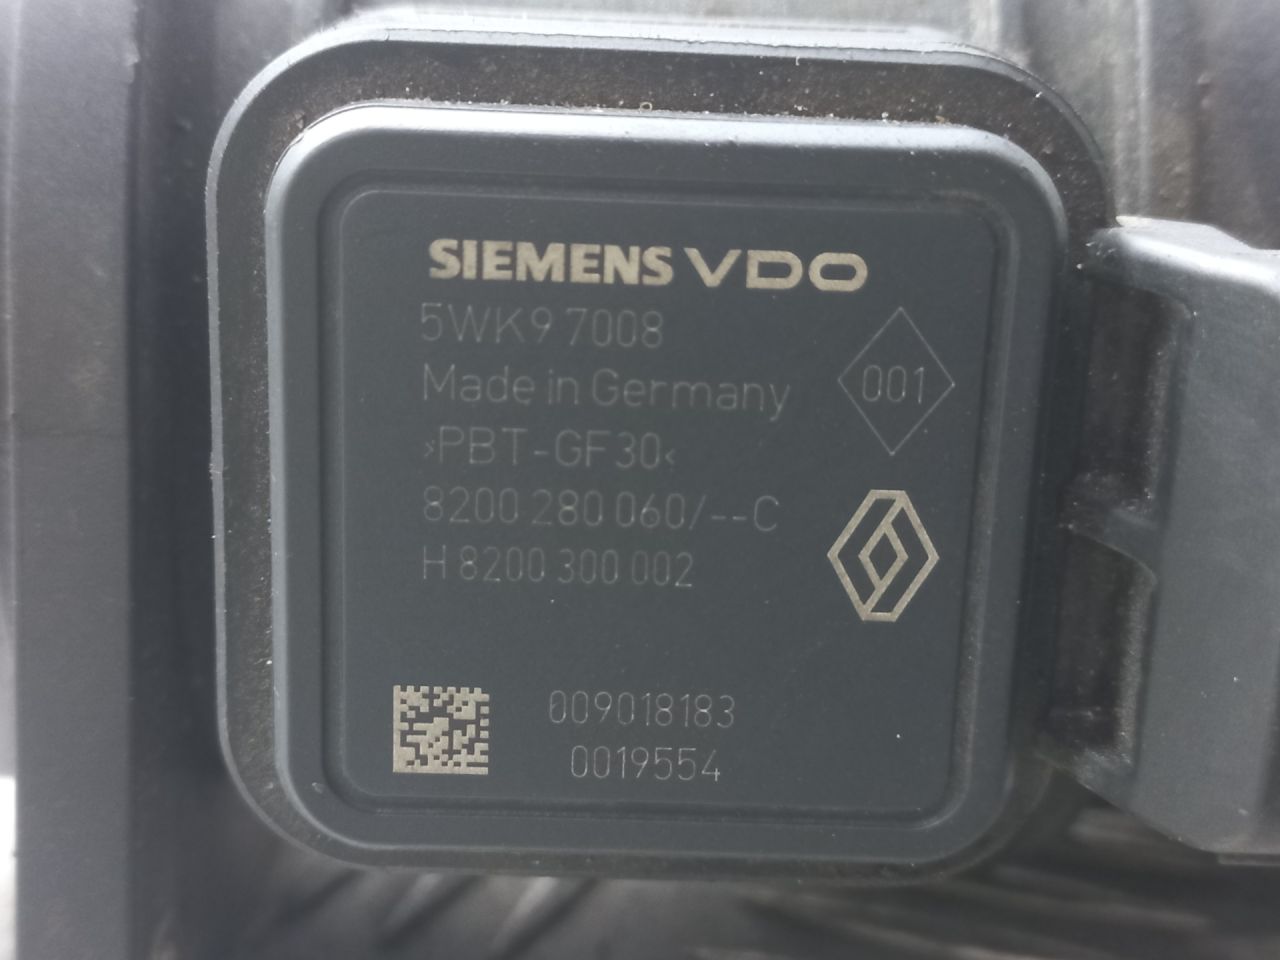 SIEMENS VDO
5WK9 7008
Made in Germany
001
>PBT-GF30<
8200 280 060/--C
H 8200 300 002
009018183
0019554